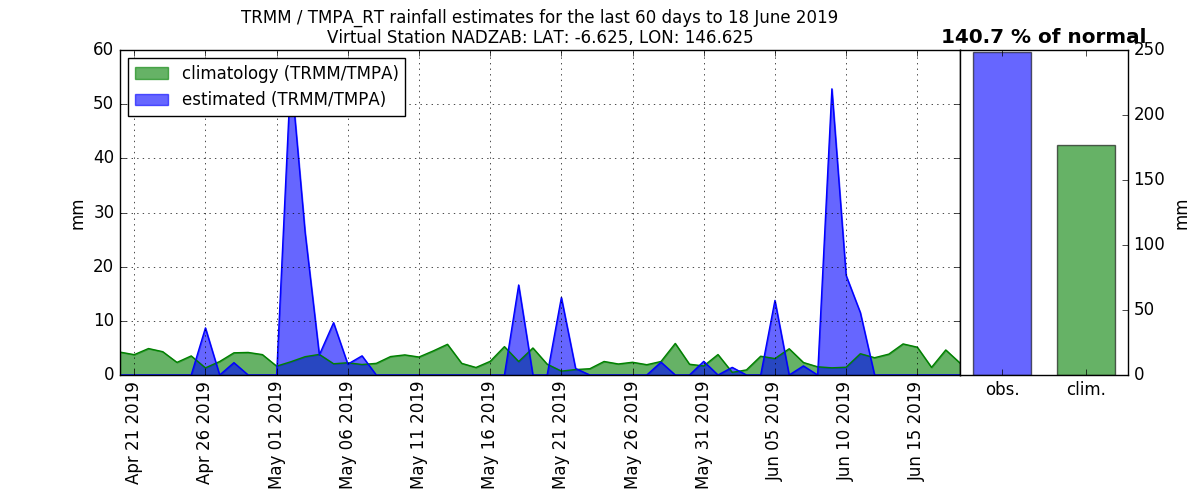 TRMM / TMPA_RT rainfall estimates for the last 60 days to 18 June 2019
Virtual Station NADZAB: LAT: -6.625, LON: 146.625
140.7 % of normal
climatology (TRMM/TMPA)
estimated (TRMM/TMPA)
mm
60
50
40
30
20
10
0
Apr 21 2019
Apr 26 2019
May 01 2019
May 06 2019
May 11 2019
May 16 2019
May 21 2019
May 26 2019
May 31 2019
Jun 05 2019
Jun 10 2019
Jun 15 2019
250
200
150
100
50
0
mm
obs.
clim.